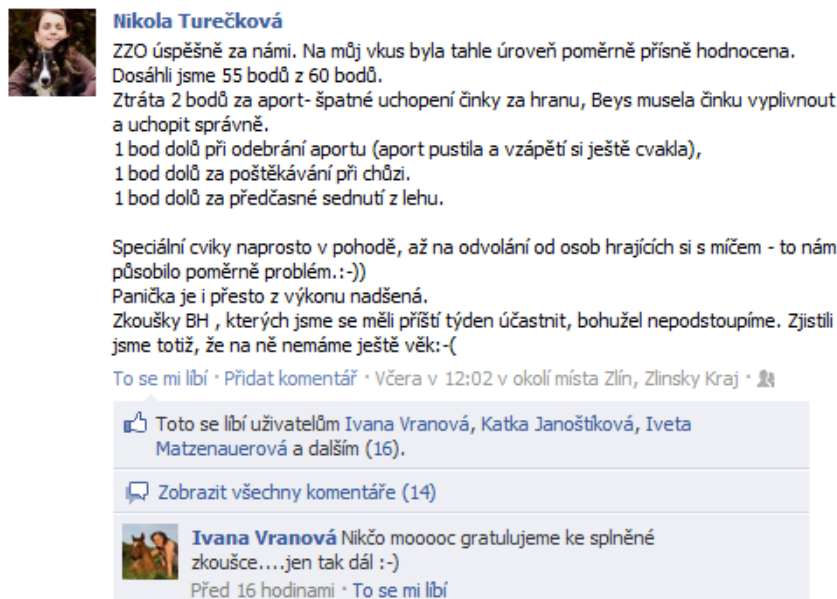 Nikola Turečková
ZZO úspěšně za námi. Na můj vkus byla tahle úroveň poměrně přísně hodnocena.
Dosáhli jsme 55 bodů z 60 bodů.
Ztráta 2 bodů za aport- špatné uchopení činky za hranu, Beys musela činku vyplivnout
a uchopit správně.
1 bod dolů při odebrání aportu (aport pustila a vzápětí si ještě cvakla),
1 bod dolů za poštěkávání při chůzi.
1 bod dolů za předčasné sednutí z lehu.
Speciální cviky naprosto v pohodě, až na odvolání od osob hrajících si s míčem - to nám
působilo poměrně problém.:-))
Panička je i přesto z výkonu nadšená.
Zkoušky BH , kterých jsme se měli příští týden účastnit, bohužel nepodstoupíme. Zjistili
jsme totiž, že na ně nemáme ještě věk:-(
To se mi líbí · Přidat komentář · Včera v 12:02 v okolí místa Zlín, Zlinsky Kraj ·
Toto se líbí uživatelům Ivana Vranová, Katka Janoštíková, Iveta
Matzenauerová a dalším (16).
Zobrazit všechny komentáře (14)
Ivana Vranová Nikčo mooooc gratulujeme ke splněné
zkoušce....jen tak dál :-)
Před 16 hodinami · To se mi líbí